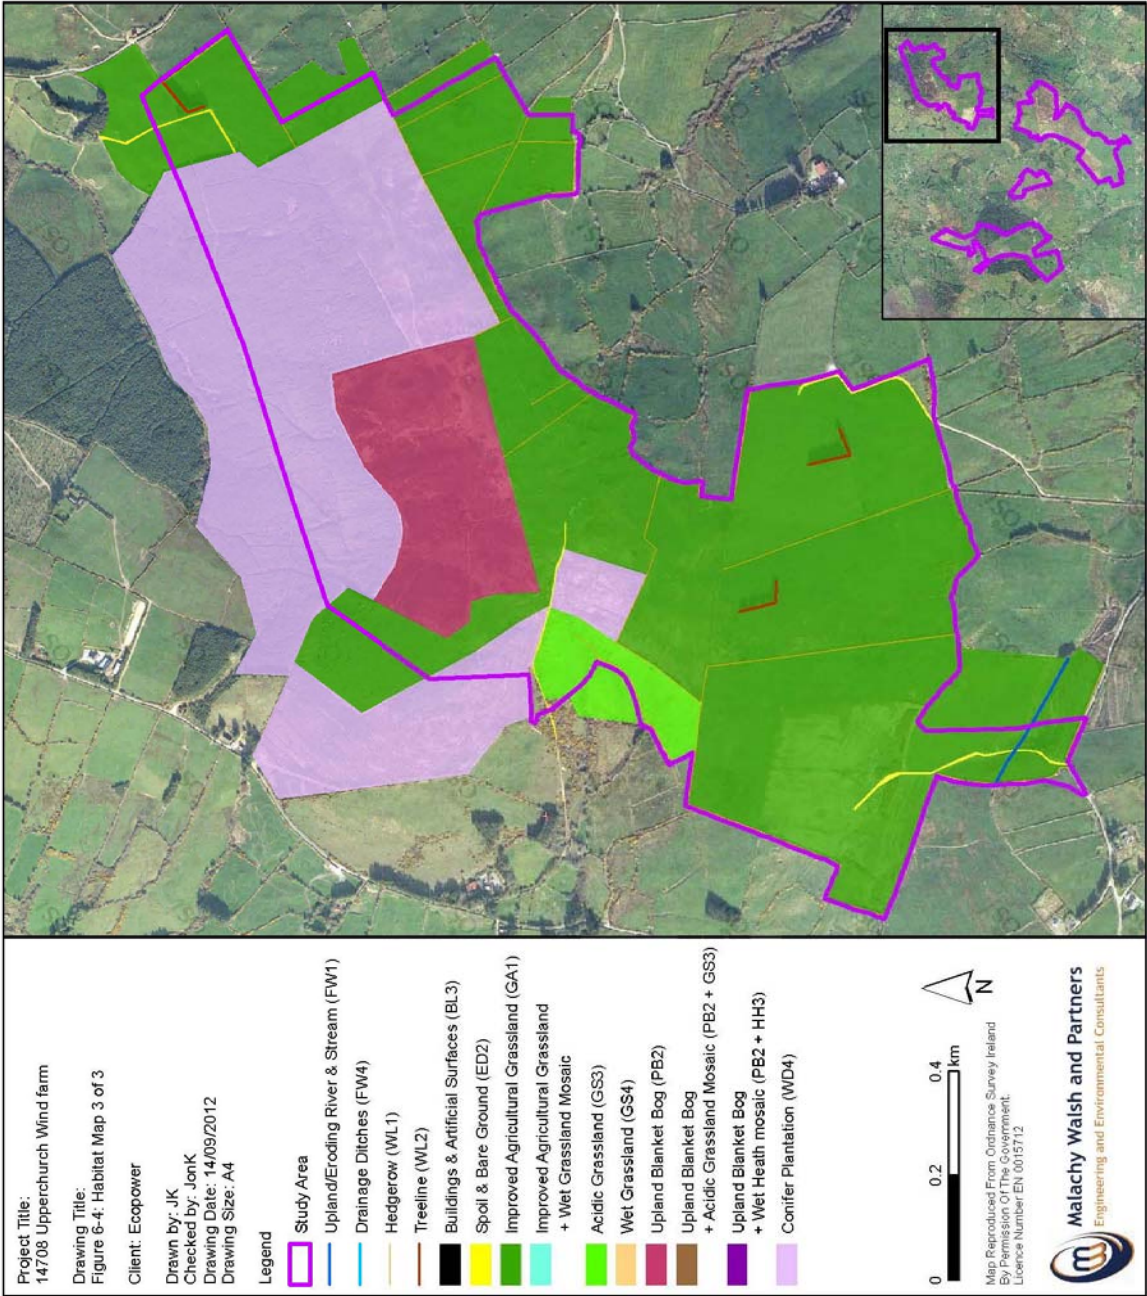 Project Title:
14708 Upperchurch Wind farm
Drawing Title:
Figure 6-4: Habitat Map 3 of 3
Client: Ecopower
Drawn by: JK
Checked by: JonK
Drawing Date: 14/09/2012
Drawing Size: A4
Legend
Study Area
Upland/Eroding River & Stream (FW1)
Drainage Ditches (FW4)
Hedgerow (WL1)
Treeline (WL2)
Buildings & Artificial Surfaces (BL3)
Spoil & Bare Ground (ED2)
Improved Agricultural Grassland (GA1)
Improved Agricultural Grassland
+ Wet Grassland Mosaic
Acidic Grassland (GS3)
Wet Grassland (GS4)
Upland Blanket Bog (PB2)
Upland Blanket Bog
+ Acidic Grassland Mosaic (PB2 + GS3)
Upland Blanket Bog
+ Wet Heath mosaic (PB2 + HH3)
Conifer Plantation (WD4)
0 0.2 0.4
km
N
Map Reproduced From Ordnance Survey Ireland
By Permission Of The Government.
Licence Number EN 0015712
Malachy Walsh and Partners
Engineering and Environmental Consultants